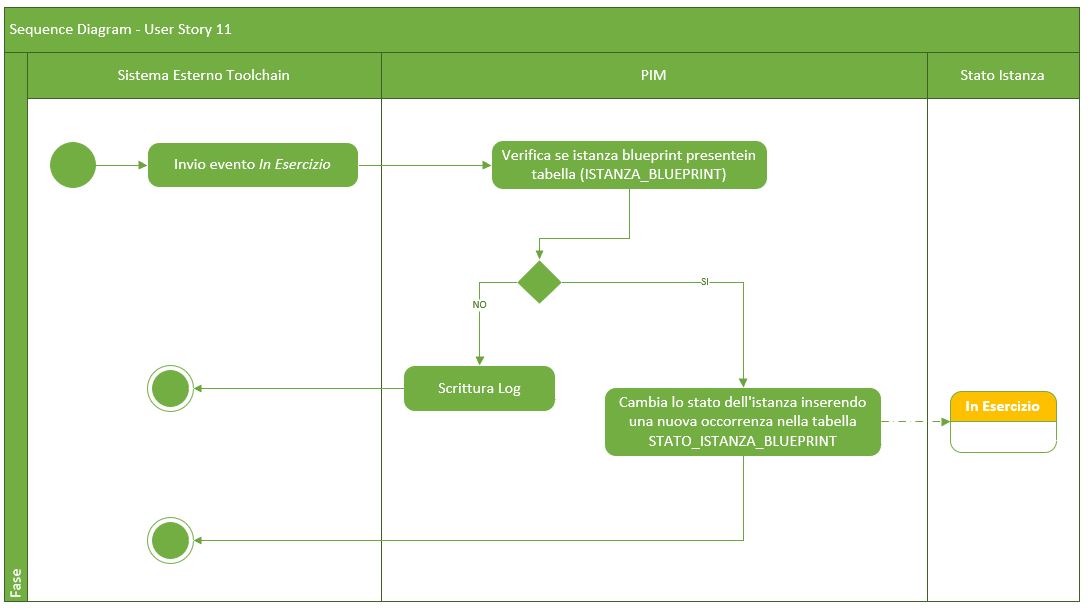 Sequence Diagram - User Story 11
Sistema Esterno Toolchain
PIM
Stato Istanza
Invio evento In Esercizio
Verifica se istanza blueprint presentein
tabella (ISTANZA_BLUEPRINT)
NO
SI
Scrittura Log
Cambia lo stato dell'istanza inserendo
una nuova occorrenza nella tabella
STATO_ISTANZA_BLUEPRINT
In Esercizio
Fase